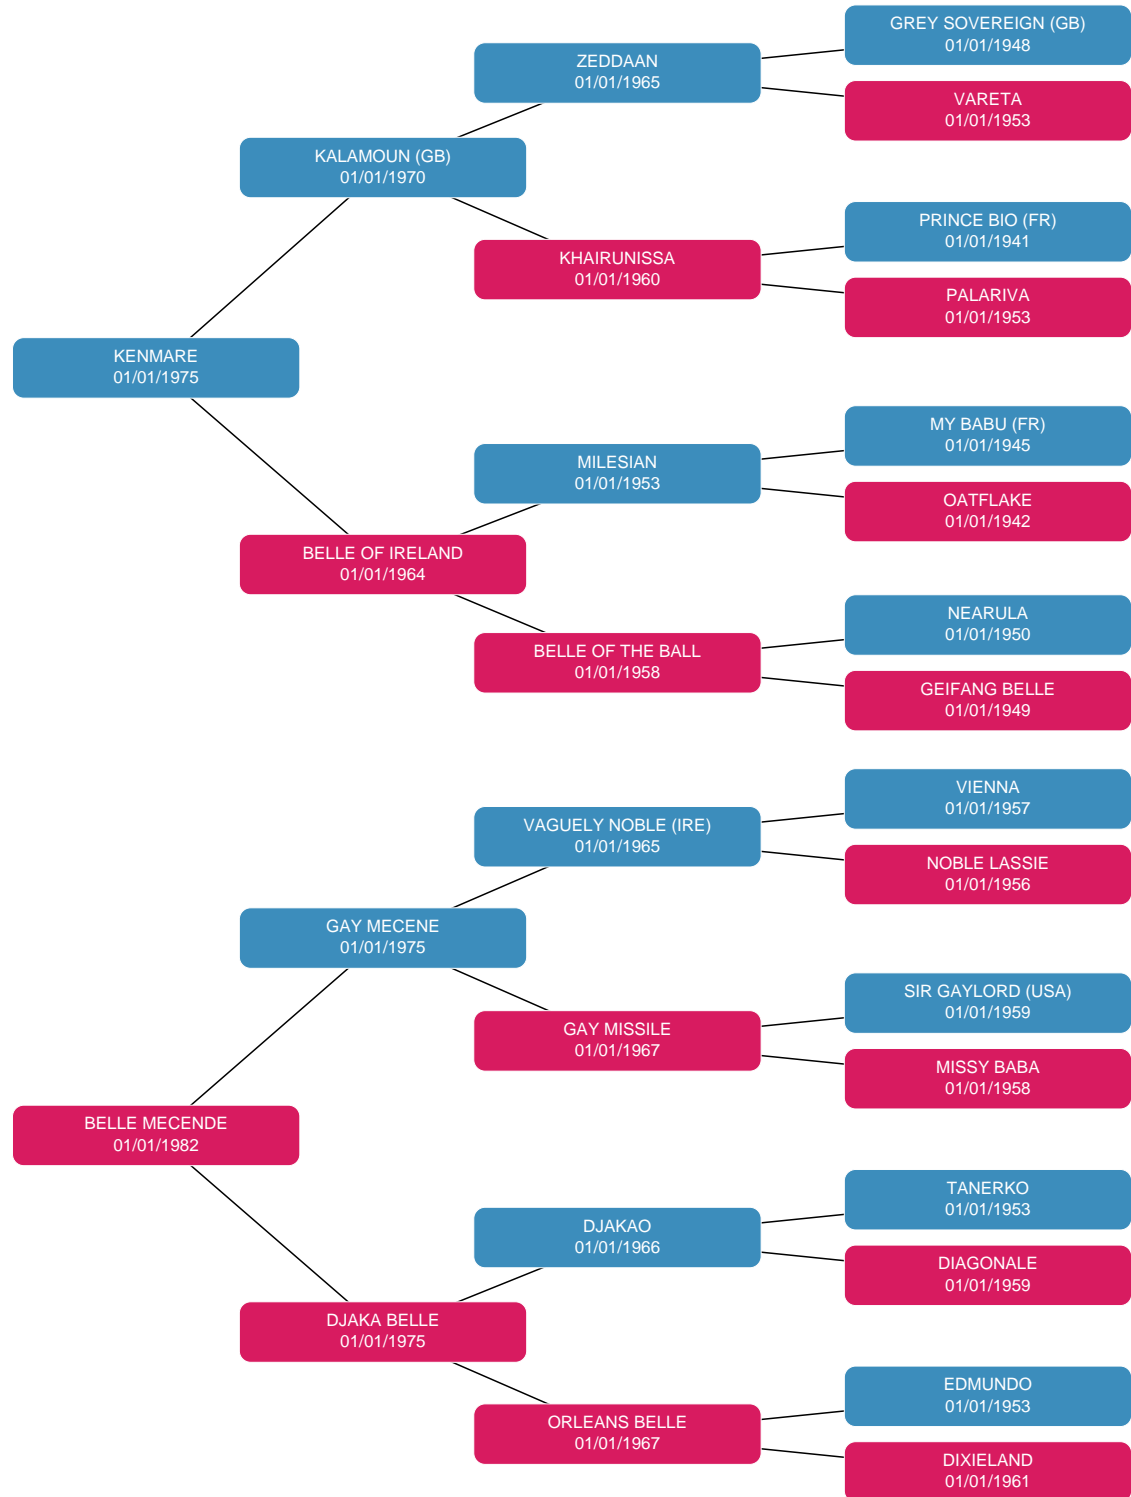 GREY SOVEREIGN (GB)
01/01/1948
ZEDDAAN
01/01/1965
VARETA
01/01/1953
KALAMOUN (GB)
01/01/1970
PRINCE BIO (FR)
01/01/1941
KHAIRUNISSA
01/01/1960
PALARIVA
01/01/1953
KENMARE
01/01/1975
MY BABU (FR)
01/01/1945
MILESIAN
01/01/1953
OATFLAKE
01/01/1942
BELLE OF IRELAND
01/01/1964
NEARULA
01/01/1950
BELLE OF THE BALL
01/01/1958
GEIFANG BELLE
01/01/1949
VIENNA
01/01/1957
VAGUELY NOBLE (IRE)
01/01/1965
NOBLE LASSIE
01/01/1956
GAY MECENE
01/01/1975
SIR GAYLORD (USA)
01/01/1959
GAY MISSILE
01/01/1967
MISSY BABA
01/01/1958
BELLE MECENDE
01/01/1982
TANERKO
01/01/1953
DJAKAO
01/01/1966
DIAGONALE
01/01/1959
DJAKA BELLE
01/01/1975
EDMUNDO
01/01/1953
ORLEANS BELLE
01/01/1967
DIXIELAND
01/01/1961